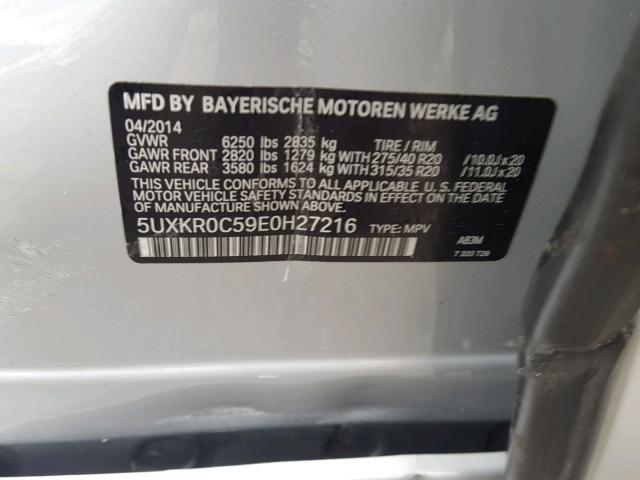 MFD BY BAYERISCHE MOTOREN WERKE AG
04/2014
GVWR 6250 lbs 2835 kg TIRE / RIM
GAWR FRONT 2820 lbs 1279 kg WITH 275/40 R20 //10.0J x 20
GAWR REAR 3580 lbs 1624 kg WITH 315/35 R20 //11.0J x 20
THIS VEHICLE CONFORMS TO ALL APPLICABLE U. S. FEDERAL
MOTOR VEHICLE SAFETY STANDARDS IN EFFECT ON THE DATE
OF MANUFACTURE SHOWN ABOVE.
5UXKR0C59E0H27216 TYPE: MPV A83M
7 320 729